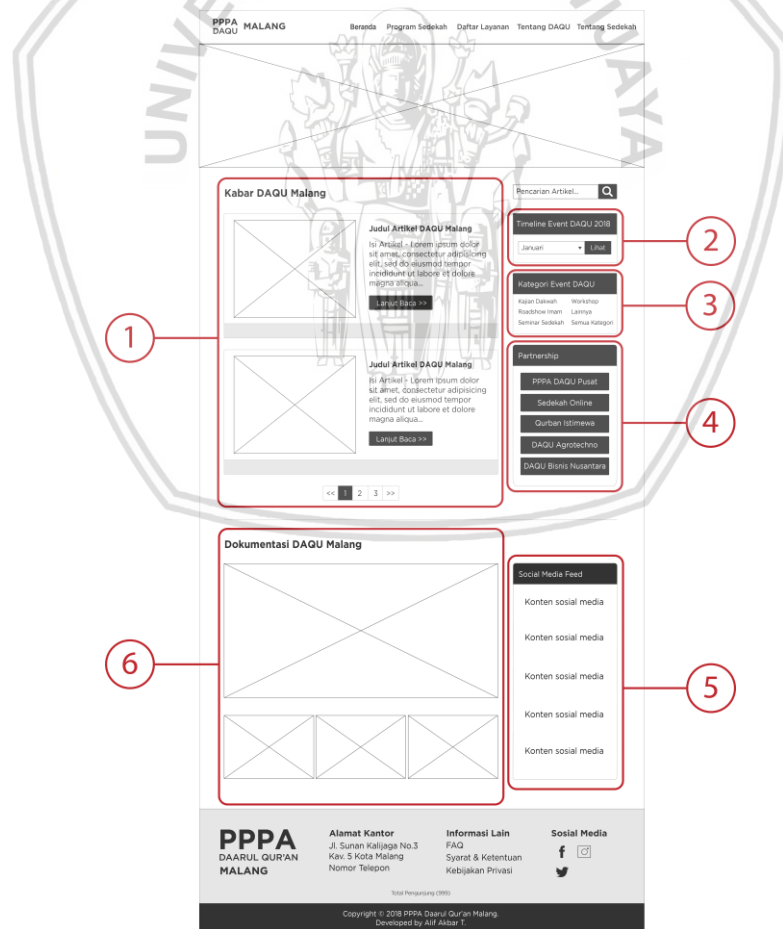 PPPA
DAQU MALANG
Beranda Program Sedekah Daftar Layanan Tentang DAQU Tentang Sedekah
Kabar DAQU Malang
Judul Artikel DAQU Malang
Isi Artikel - Lorem ipsum dolor
sit amet, consectetur adipisicing
elit, sed do eiusmod tempor
incididunt ut labore et dolore
magna aliqua...
Lanjut Baca >>
Judul Artikel DAQU Malang
Isi Artikel - Lorem ipsum dolor
sit amet, consectetur adipisicing
elit, sed do eiusmod tempor
incididunt ut labore et dolore
magna aliqua...
Lanjut Baca >>
<< 1 2 3 >>
1
Pencarian Artikel...
Timeline Event DAQU 2018
Januari Lihat
2
Kategori Event DAQU
Kajian Dakwah Workshop
Roadshow Imam Lainnya
Seminar Sedekah Semua Kategori
3
Partnership
PPPA DAQU Pusat
Sedekah Online
Qurban Istimewa
DAQU Agrotechno
DAQU Bisnis Nusantara
4
Dokumentasi DAQU Malang
6
Social Media Feed
Konten sosial media
Konten sosial media
Konten sosial media
Konten sosial media
Konten sosial media
5
PPPA
DAARUL QUR'AN
MALANG
Alamat Kantor
Jl. Sunan Kalijaga No.3
Kav. 5 Kota Malang
Nomor Telepon
Informasi Lain
FAQ
Syarat & Ketentuan
Kebijakan Privasi
Sosial Media
Total Pengunjung (999)
Copyright © 2018 PPPA Daarul Qur'an Malang.
Developed by Alif Akbar T.